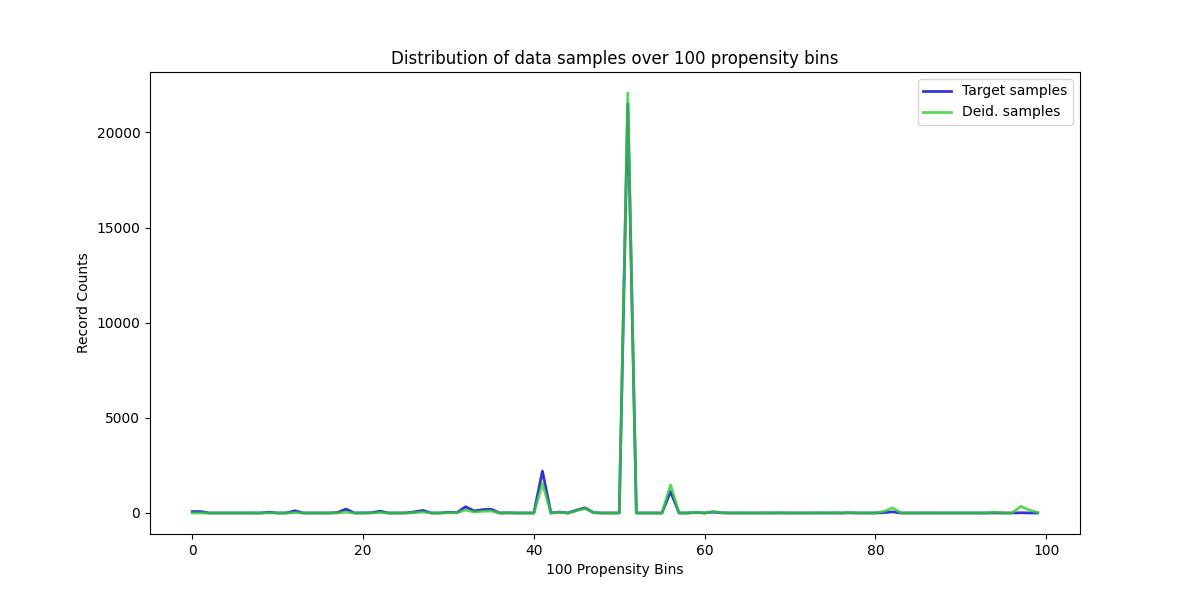 Distribution of data samples over 100 propensity bins
Target samples
Deid. samples
20000
15000
10000
5000
0
Record Counts
0 20 40 60 80 100
100 Propensity Bins